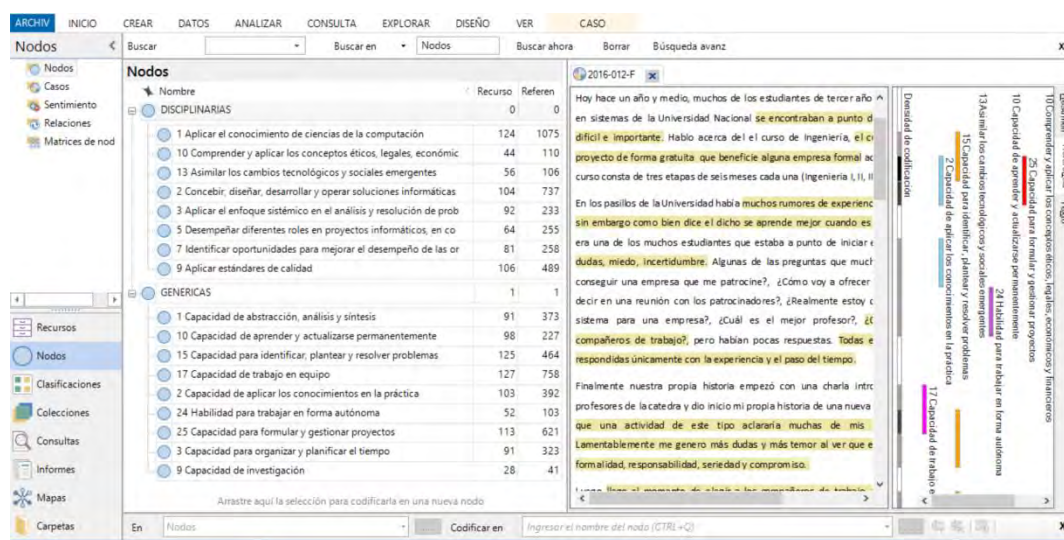 ARCHIV INICIO CREAR DATOS ANALIZAR CONSULTA EXPLORAR DISEÑO VER CASO
Nodos
Buscar Buscar en Nodos Buscar ahora Borrar Búsqueda avanz
Nodos
Casos
Sentimiento
Relaciones
Matrices de nod
Recursos
Nodos
Clasificaciones
Colecciones
Consultas
Informes
Mapas
Carpetas
Nodos
Nombre Recurso Referen
DISCIPLINARIAS 0 0
1 Aplicar el conocimiento de ciencias de la computación 124 1075
10 Comprender y aplicar los conceptos éticos, legales, económic 44 110
13 Asimilar los cambios tecnológicos y sociales emergentes 56 106
2 Concebir, diseñar, desarrollar y operar soluciones informáticas 104 737
3 Aplicar el enfoque sistémico en el análisis y resolución de prob 92 233
5 Desempeñar diferentes roles en proyectos informáticos, en co 64 255
7 Identificar oportunidades para mejorar el desempeño de las or 81 258
9 Aplicar estándares de calidad 106 489
GENERICAS 1 1
1 Capacidad de abstracción, análisis y síntesis 91 373
10 Capacidad de aprender y actualizarse permanentemente 98 227
15 Capacidad para identificar, plantear y resolver problemas 125 464
17 Capacidad de trabajo en equipo 127 758
2 Capacidad de aplicar los conocimientos en la práctica 103 392
24 Habilidad para trabajar en forma autónoma 52 103
25 Capacidad para formular y gestionar proyectos 113 621
3 Capacidad para organizar y planificar el tiempo 91 323
9 Capacidad de investigación 28 41
Arrastre aquí la selección para codificarla en una nueva nodo
2016-012-F
Hoy hace un año y medio, muchos de los estudiantes de tercer año
en sistemas de la Universidad Nacional se encontraban a punto d
difícil e importante. Hablo acerca del el curso de Ingeniería, el c
proyecto de forma gratuita que beneficie alguna empresa formal ac
curso consta de tres etapas de seis meses cada una (Ingeniería I, II, II
En los pasillos de la Universidad había muchos rumores de experienc
sin embargo como bien dice el dicho se aprende mejor cuando es
era una de los muchos estudiantes que estaba a punto de iniciar e
dudas, miedo, incertidumbre. Algunas de las preguntas que much
conseguir una empresa que me patrocine?, ¿Cómo voy a ofrecer
decir en una reunión con los patrocinadores?, ¿Realmente estoy c
sistema para una empresa?, ¿Cuál es el mejor profesor?, ¿C
compañeros de trabajo?, pero habían pocas respuestas. Todas e
respondidas únicamente con la experiencia y el paso del tiempo.
Finalmente nuestra propia historia empezó con una charla intro
profesores de la catedra y dio inicio mi propia historia de una nueva
que una actividad de este tipo aclararía muchas de mis
Lamentablemente me genero más dudas y más temor al ver que e
formalidad, responsabilidad, seriedad y compromiso.
Luego llego el momento de elegir a los compañeros de trabajo
10 Comprender y aplicar los conceptos éticos, legales, económicos y financieros
25 Capacidad para formular y gestionar proyectos
10 Capacidad de aprender y actualizarse permanentemente
24 Habilidad para trabajar en forma autónoma
13 Asimilar los cambios tecnológicos y sociales emergentes
15 Capacidad para identificar, plantear y resolver problemas
2 Capacidad de aplicar los conocimientos en la práctica
17 Capacidad de trabajo e
Densidad de codificación
En Nodos Codificar en Ingresar el nombre del nodo (CTRL+Q)